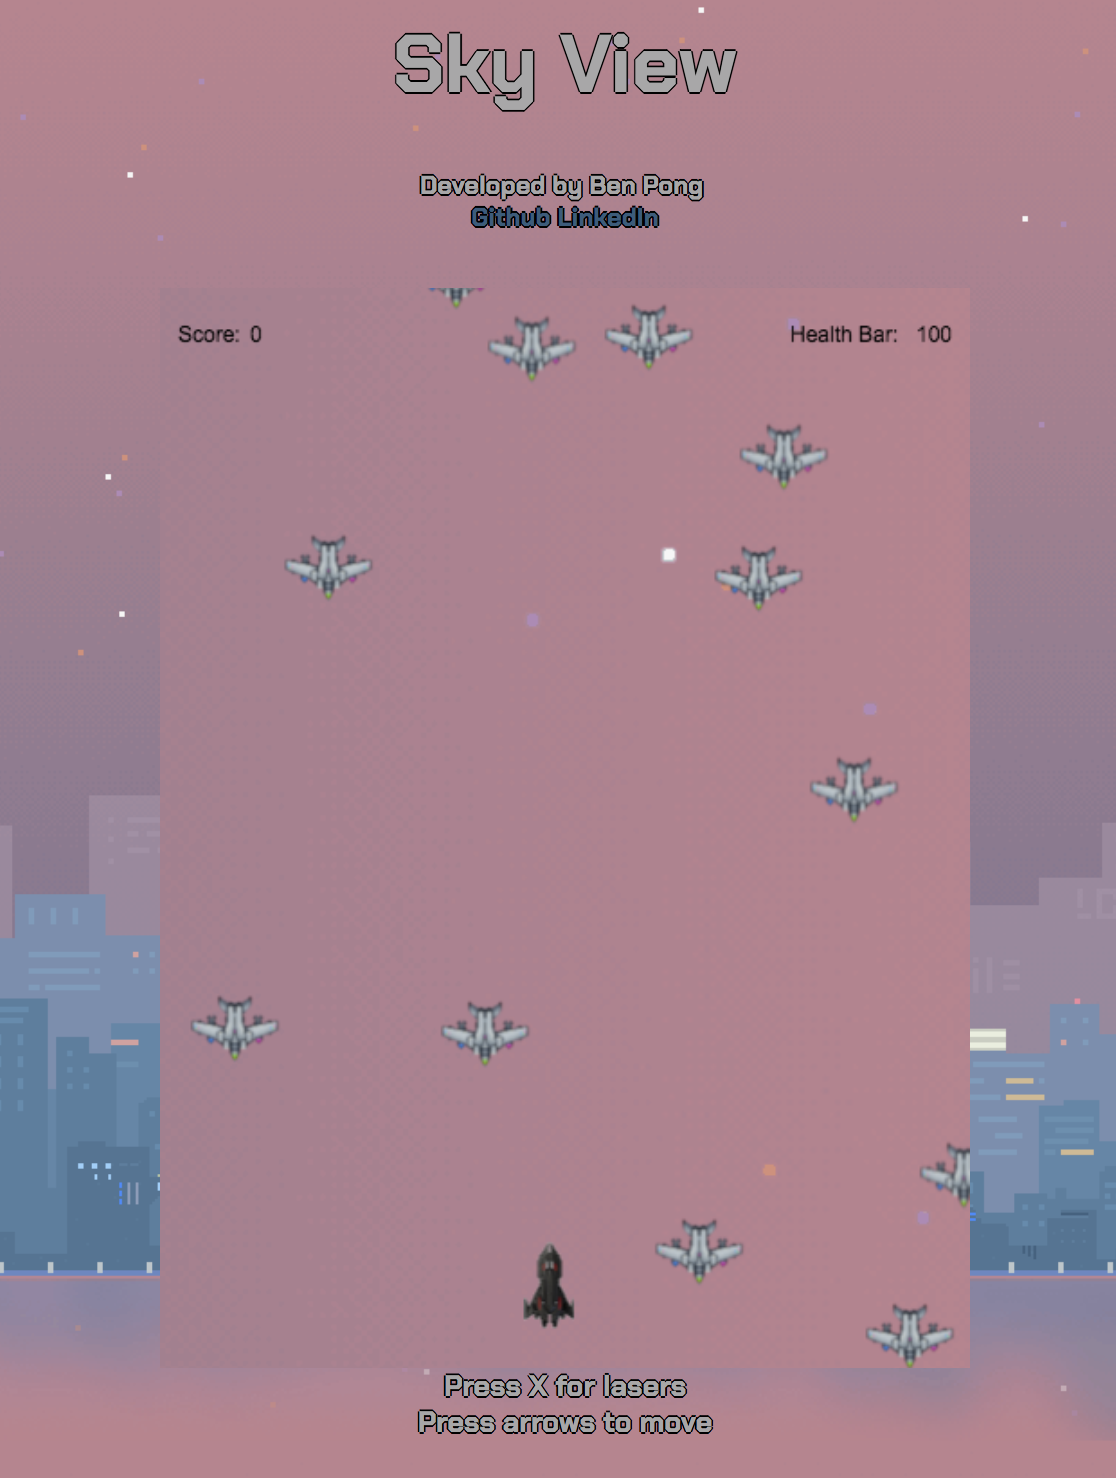 Sky View
Developed by Ben Pong
Github LinkedIn
Score: 0
Health Bar: 100
Press X for lasers
Press arrows to move